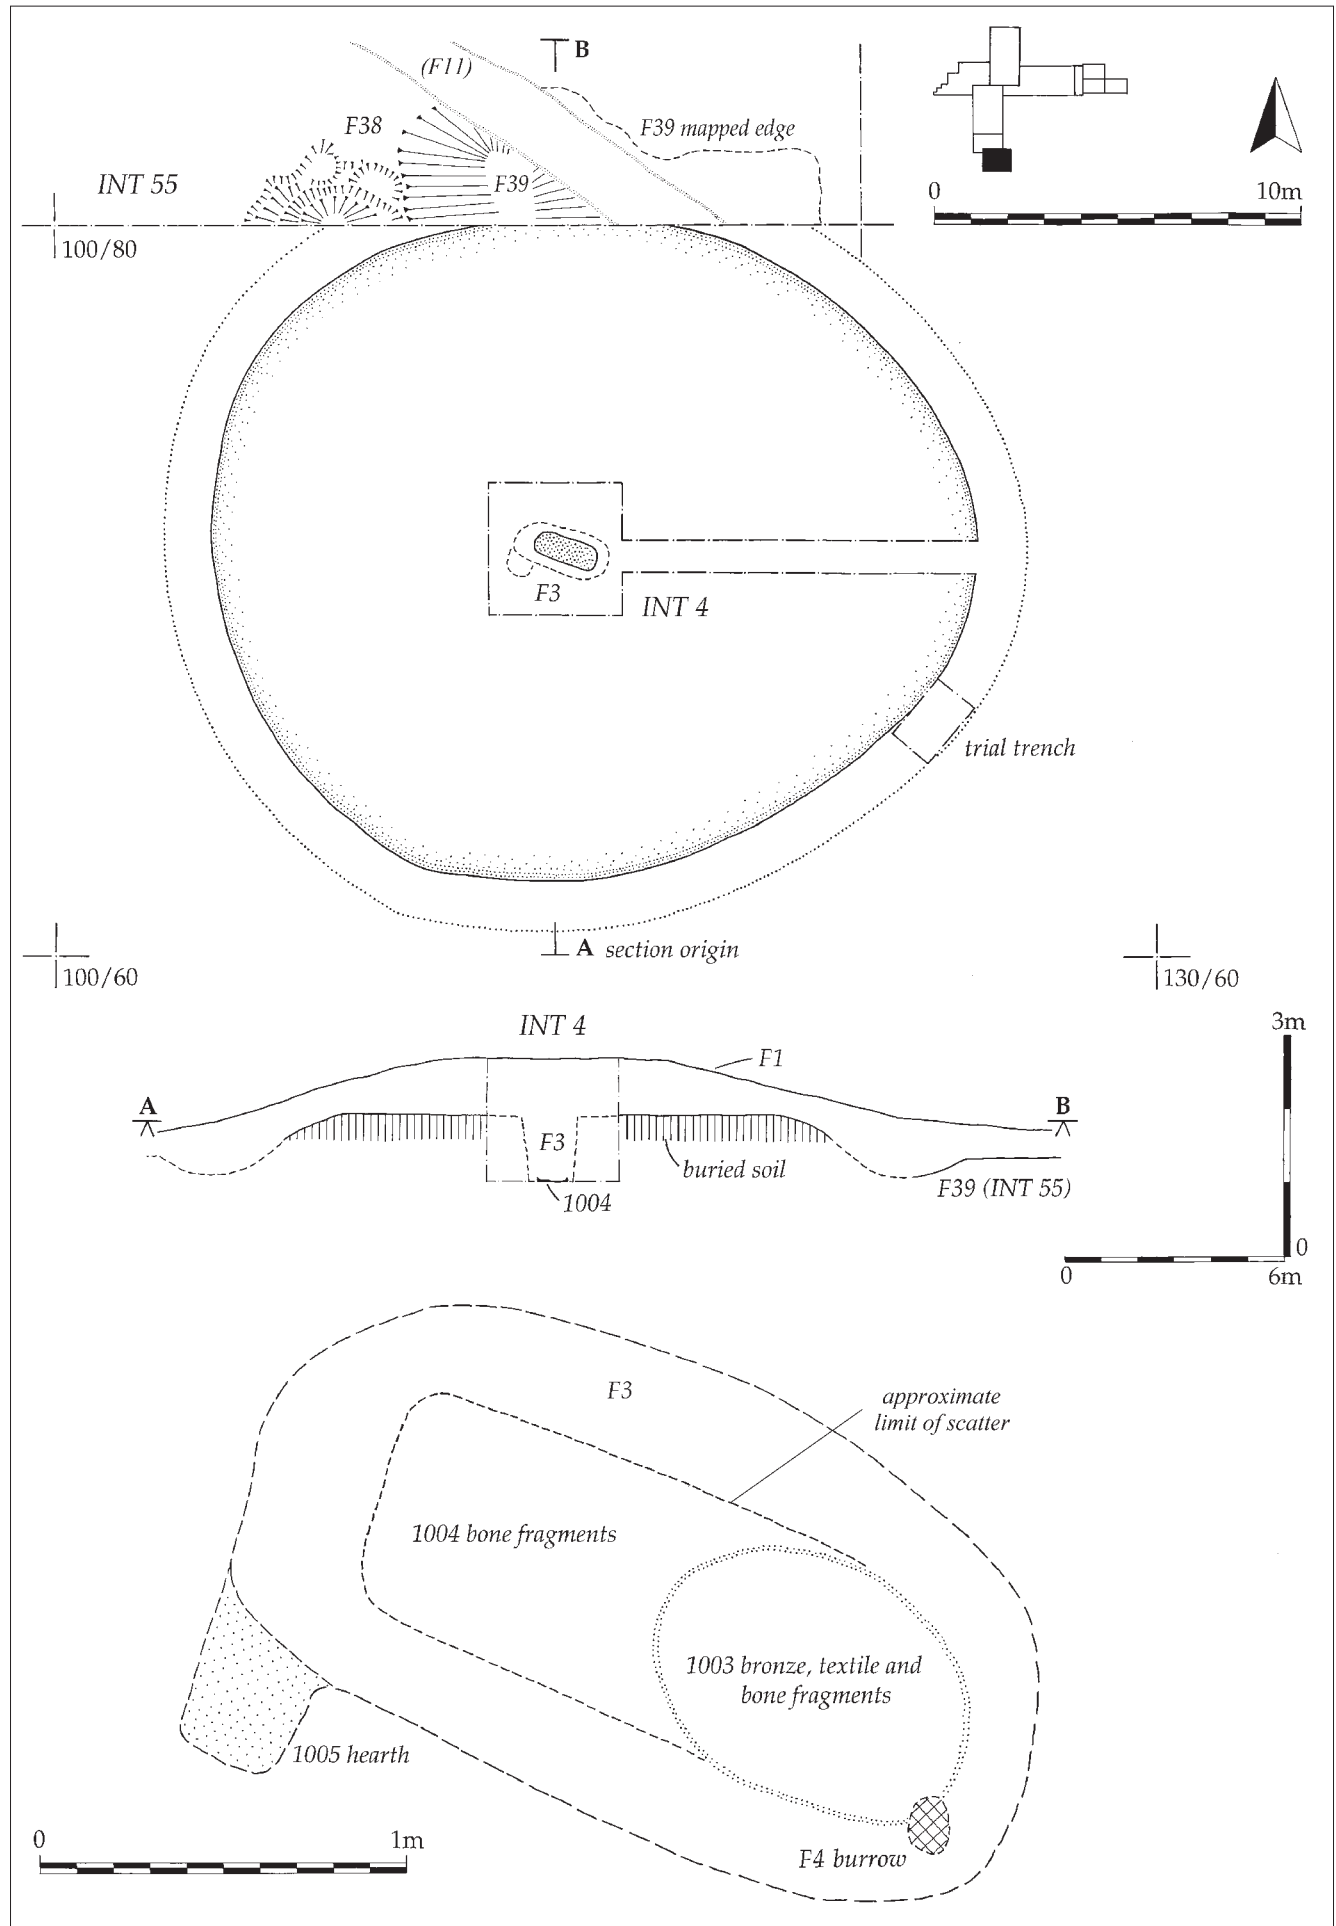 B
(F11)
F38
F39 mapped edge
INT 55
F39
0 10m
100/80
F3
INT 4
trial trench
A section origin
100/60
130/60
INT 4
3m
F1
A
B
F3
buried soil
1004
F39 (INT 55)
0
0 6m
F3
approximate
limit of scatter
1004 bone fragments
1003 bronze, textile and
bone fragments
1005 hearth
0 1m
F4 burrow